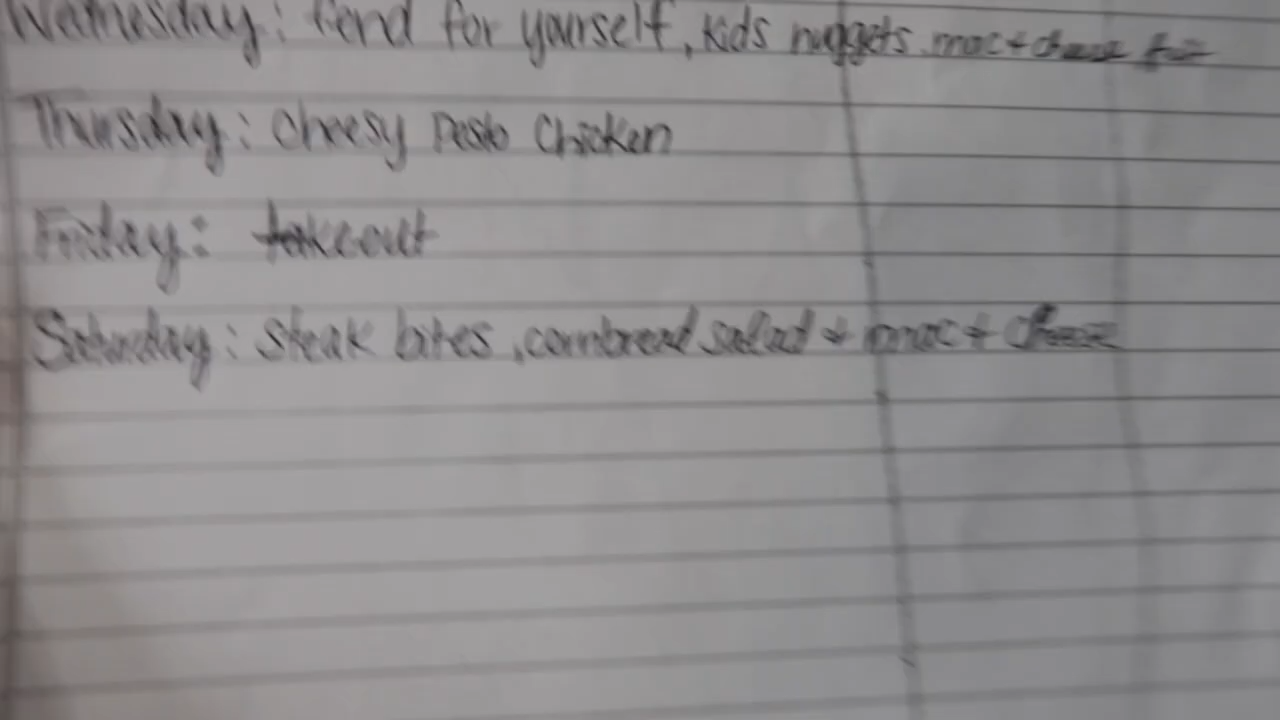 Wednesday: Fend for yourself, kids nuggets, mac + cheese
Thursday: Cheesy Pesto Chicken
Friday: takeout
Saturday: Steak bites, cornbread salad + mac + cheese